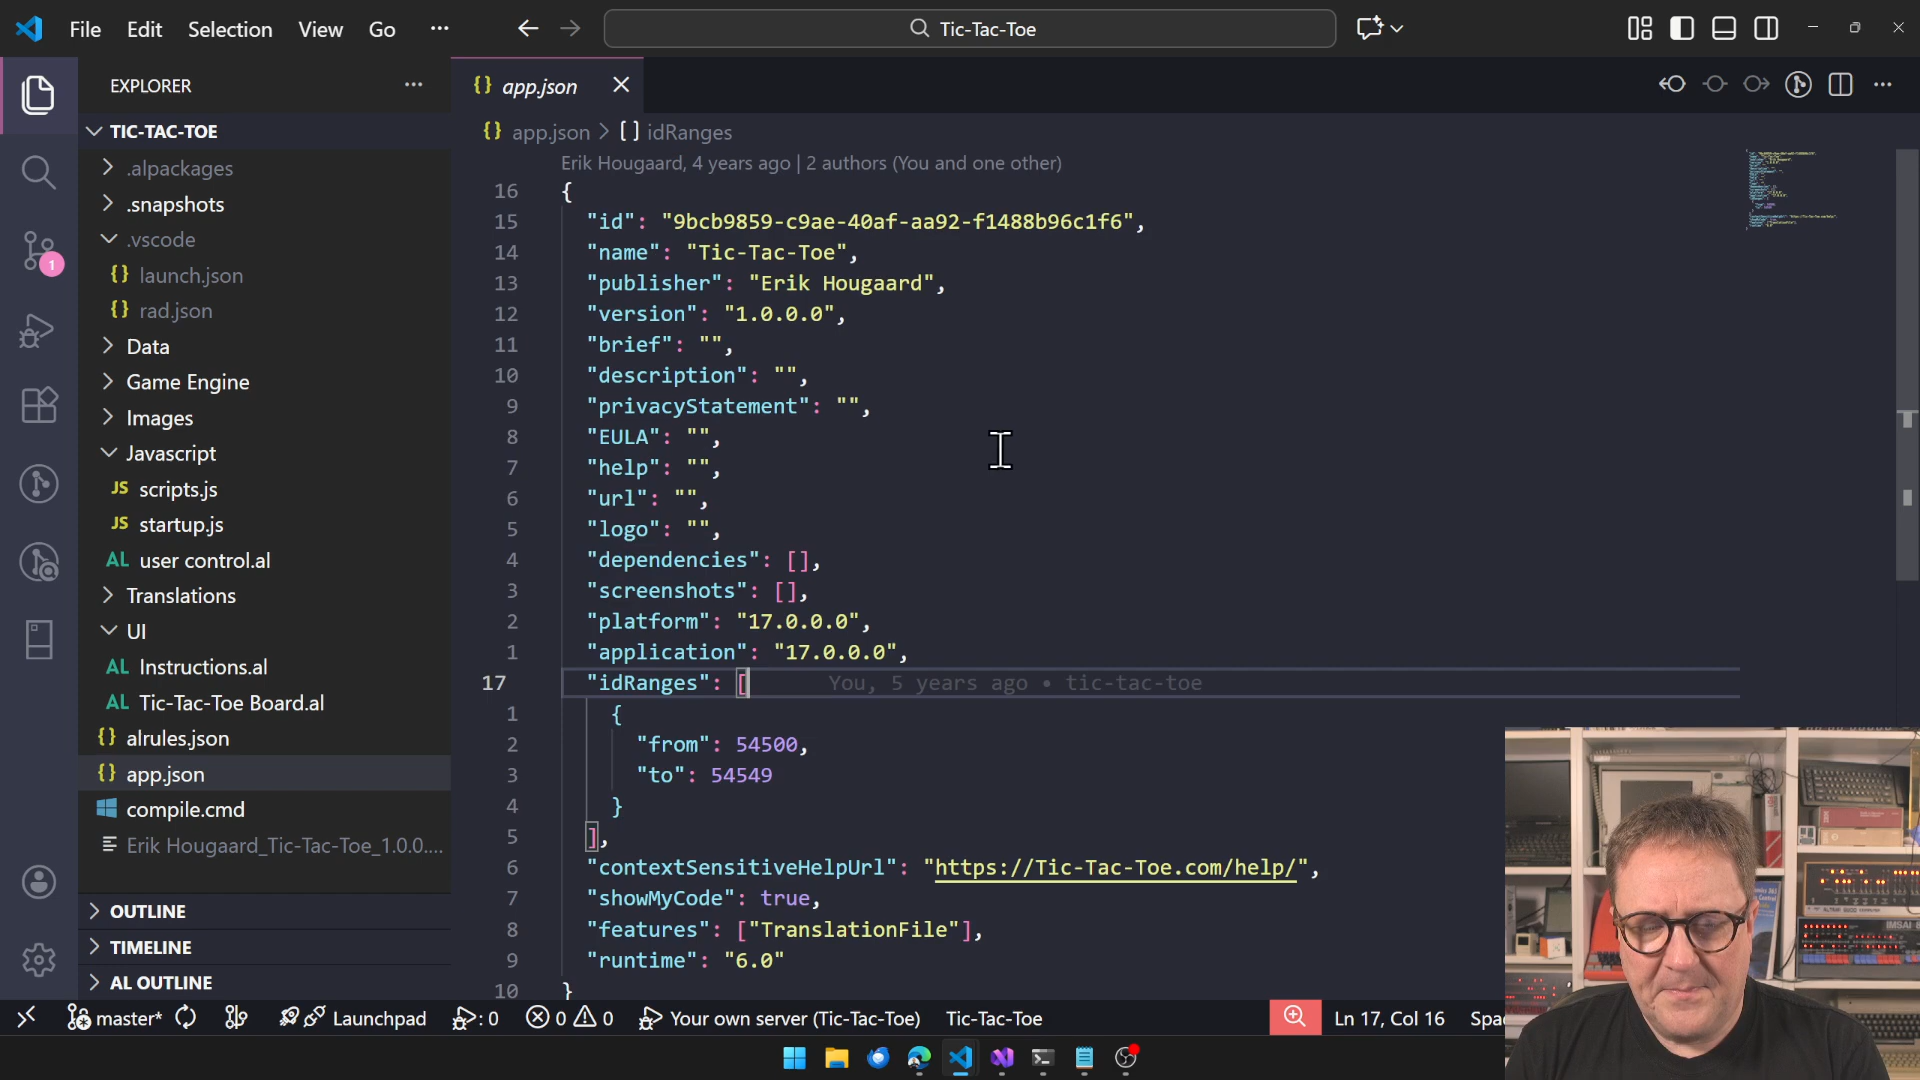 File Edit Selection View Go ···
Tic-Tac-Toe
EXPLORER ···
TIC-TAC-TOE
.alpackages
.snapshots
.vscode
{} launch.json
{} rad.json
Data
Game Engine
Images
Javascript
JS scripts.js
JS startup.js
AL user control.al
Translations
UI
AL Instructions.al
AL Tic-Tac-Toe Board.al
{} alrules.json
{} app.json
compile.cmd
Erik Hougaard_Tic-Tac-Toe_1.0.0....
OUTLINE
TIMELINE
AL OUTLINE
1
{} app.json
{} app.json > [ ] idRanges
Erik Hougaard, 4 years ago | 2 authors (You and one other)
16 {
15 "id": "9bcb9859-c9ae-40af-aa92-f1488b96c1f6",
14 "name": "Tic-Tac-Toe",
13 "publisher": "Erik Hougaard",
12 "version": "1.0.0.0",
11 "brief": "",
10 "description": "",
9 "privacyStatement": "",
8 "EULA": "",
7 "help": "",
6 "url": "",
5 "logo": "",
4 "dependencies": [],
3 "screenshots": [],
2 "platform": "17.0.0.0",
1 "application": "17.0.0.0",
17 "idRanges": [ You, 5 years ago • tic-tac-toe
1 {
2 "from": 54500,
3 "to": 54549
4 }
5 ],
6 "contextSensitiveHelpUrl": "https://Tic-Tac-Toe.com/help/",
7 "showMyCode": true,
8 "features": ["TranslationFile"],
9 "runtime": "6.0"
10 }
master* Launchpad : 0 0 0 Your own server (Tic-Tac-Toe) Tic-Tac-Toe Ln 17, Col 16